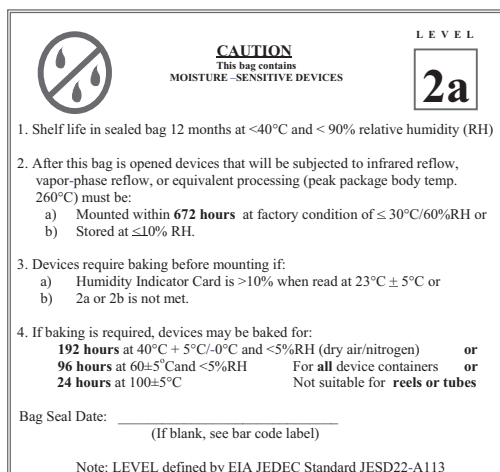 LEVEL
CAUTION
This bag contains
MOISTURE –SENSITIVE DEVICES
2a
1. Shelf life in sealed bag 12 months at <40°C and < 90% relative humidity (RH)
2. After this bag is opened devices that will be subjected to infrared reflow,
vapor-phase reflow, or equivalent processing (peak package body temp.
260°C) must be:
a) Mounted within 672 hours at factory condition of ≤ 30°C/60%RH or
b) Stored at ≤10% RH.
3. Devices require baking before mounting if:
a) Humidity Indicator Card is >10% when read at 23°C ± 5°C or
b) 2a or 2b is not met.
4. If baking is required, devices may be baked for:
192 hours at 40°C + 5°C/-0°C and <5%RH (dry air/nitrogen) or
96 hours at 60±5°Cand <5%RH For all device containers or
24 hours at 100±5°C Not suitable for reels or tubes
Bag Seal Date: ______________________________
(If blank, see bar code label)
Note: LEVEL defined by EIA JEDEC Standard JESD22-A113